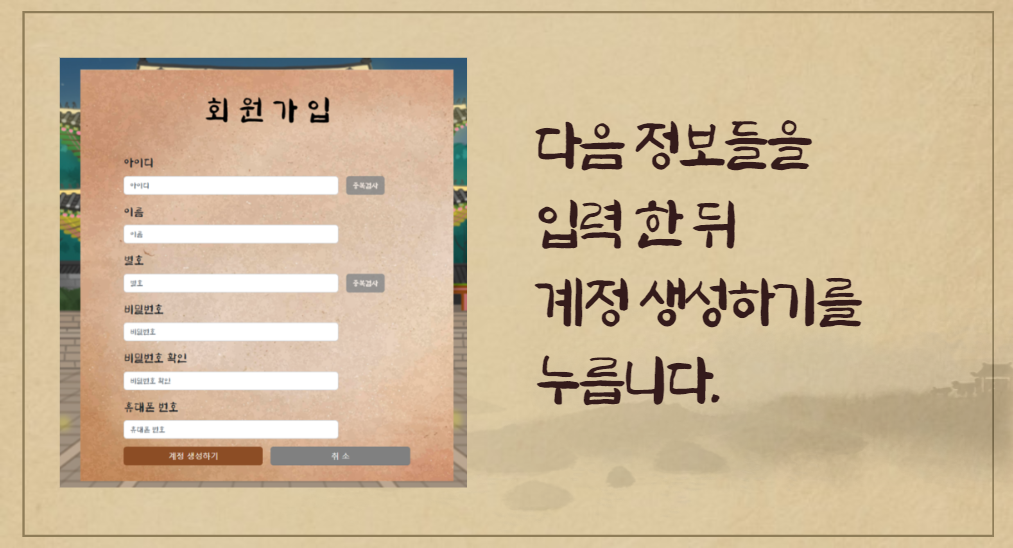 회원가입
아이디
아이디 중복검사
이름
이름
별호
별호 중복검사
비밀번호
비밀번호
비밀번호 확인
비밀번호 확인
휴대폰 번호
휴대폰 번호
계정 생성하기 취소
다음 정보들을
입력 한 뒤
계정 생성하기를
누릅니다.